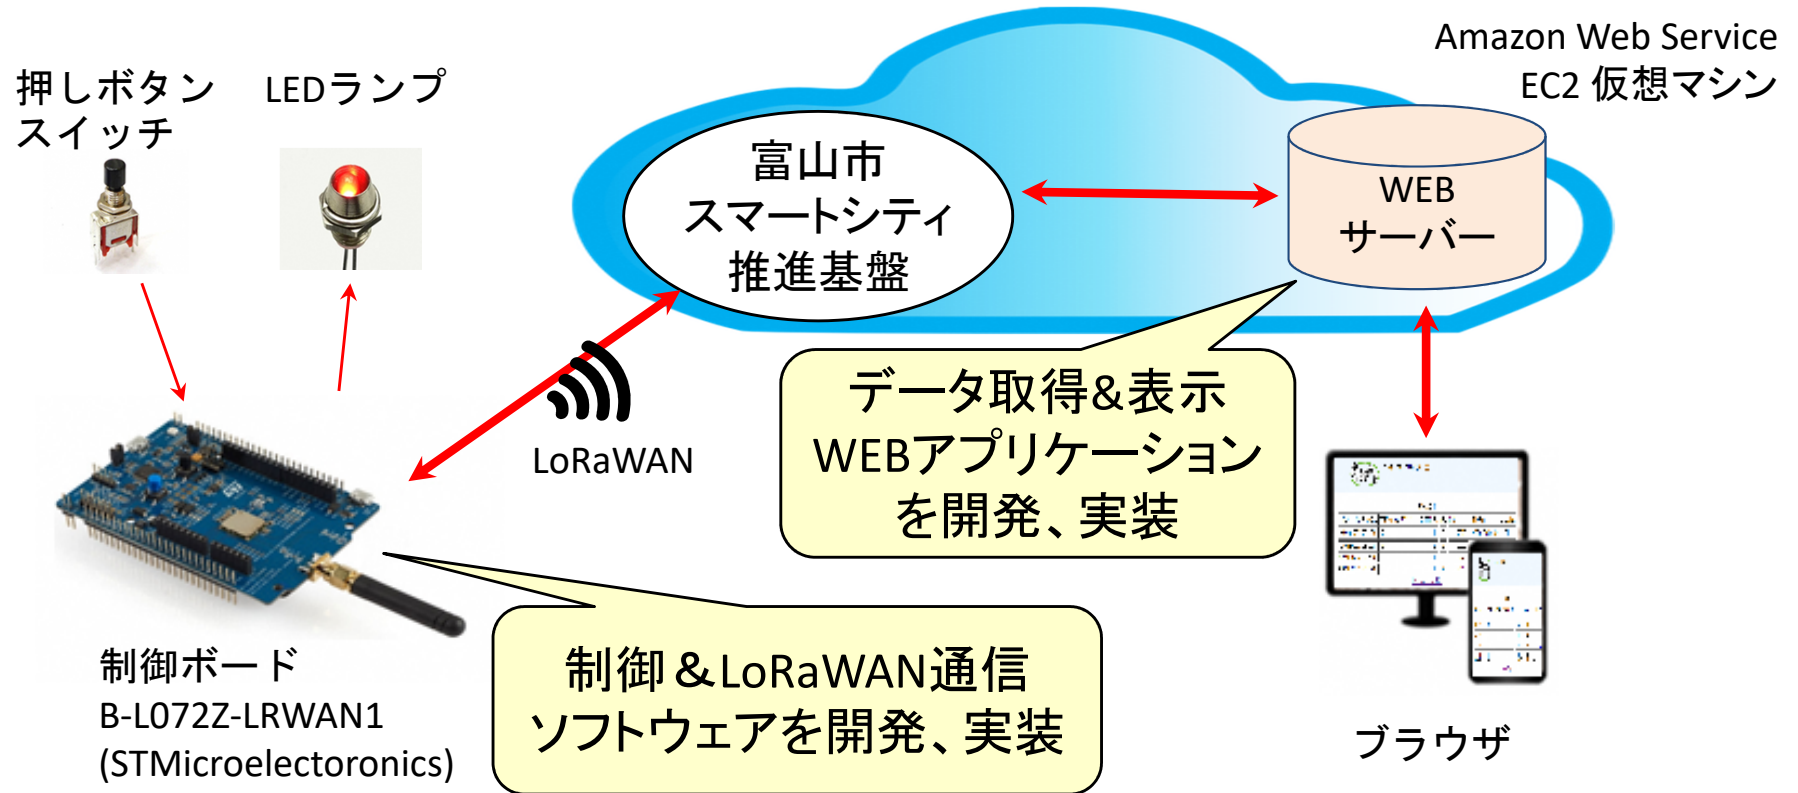 押しボタン
スイッチ
LEDランプ
Amazon Web Service
EC2 仮想マシン
富山市
スマートシティ
推進基盤
WEB
サーバー
データ取得&表示
WEBアプリケーション
を開発、実装
LoRaWAN
制御ボード
B-L072Z-LRWAN1
(STMicroelectoronics)
制御＆LoRaWAN通信
ソフトウェアを開発、実装
ブラウザ